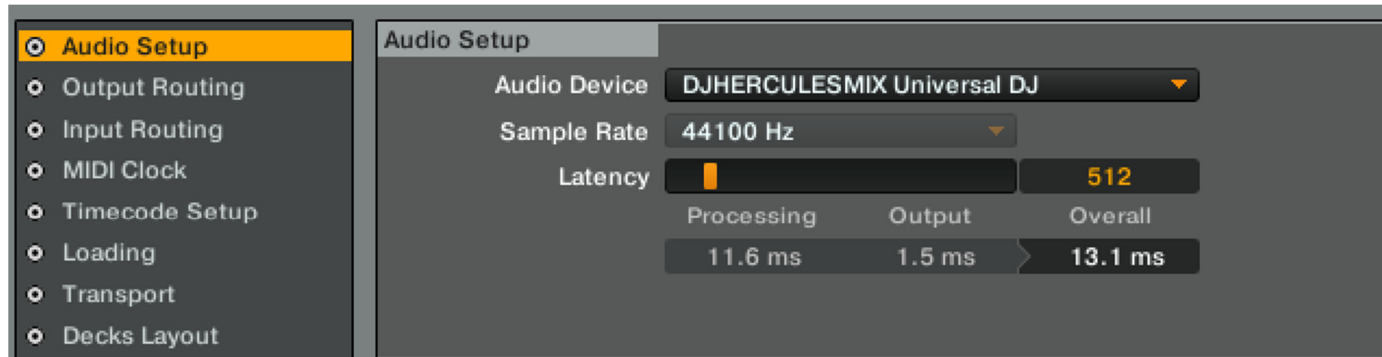 Audio Setup
Output Routing
Input Routing
MIDI Clock
Timecode Setup
Loading
Transport
Decks Layout
Audio Setup
Audio Device DJHERCULESMIX Universal DJ
Sample Rate 44100 Hz
Latency 512
Processing Output Overall
11.6 ms 1.5 ms 13.1 ms